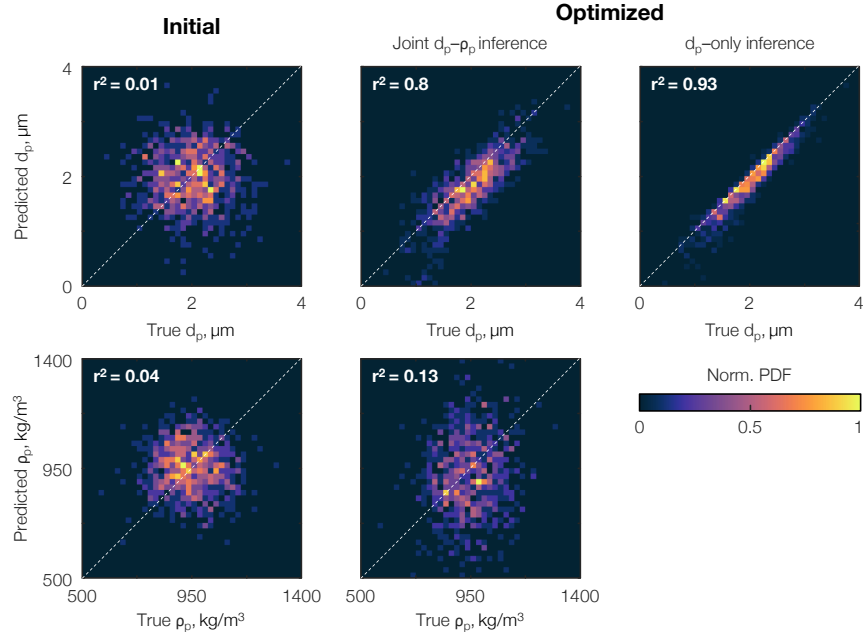 Initial
Optimized
Joint dₚ–ρₚ inference
dₚ–only inference
r² = 0.01
r² = 0.8
r² = 0.93
Predicted dₚ, μm
4
2
0
0 2 4
0 2 4
0 2 4
True dₚ, μm
True dₚ, μm
True dₚ, μm
r² = 0.04
r² = 0.13
Predicted ρₚ, kg/m³
1400
950
500
500 950 1400
500 950 1400
True ρₚ, kg/m³
True ρₚ, kg/m³
Norm. PDF
0 0.5 1